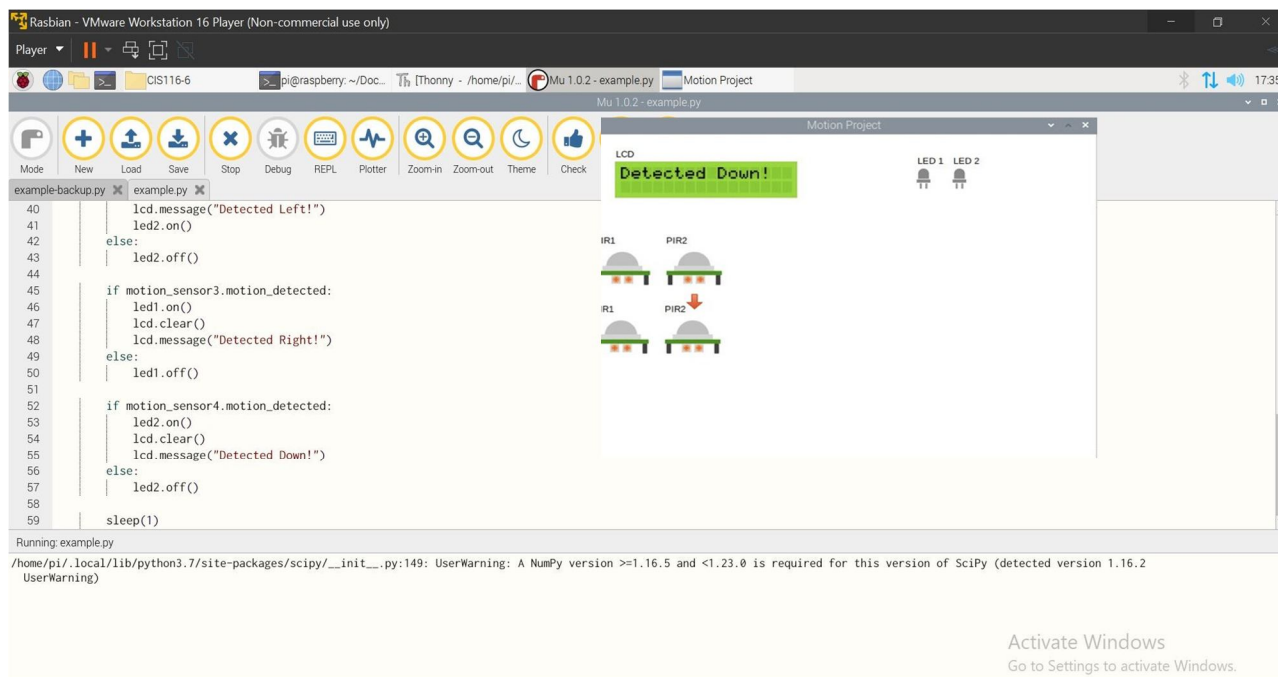 Rasbian - VMware Workstation 16 Player (Non-commercial use only)
Player
CIS116-6
pi@raspberry: ~/Doc...
[Thonny - /home/pi/...
Mu 1.0.2 - example.py
Motion Project
17:35
Mu 1.0.2 - example.py
Mode
New
Load
Save
Stop
Debug
REPL
Plotter
Zoom-in
Zoom-out
Theme
Check
example-backup.py
example.py
40 lcd.message("Detected Left!")
41 led2.on()
42 else:
43 led2.off()
44
45 if motion_sensor3.motion_detected:
46 led1.on()
47 lcd.clear()
48 lcd.message("Detected Right!")
49 else:
50 led1.off()
51
52 if motion_sensor4.motion_detected:
53 led2.on()
54 lcd.clear()
55 lcd.message("Detected Down!")
56 else:
57 led2.off()
58
59 sleep(1)
Motion Project
LCD
Detected Down!
LED 1 LED 2
IR1 PIR2
IR1 PIR2
Running: example.py
/home/pi/.local/lib/python3.7/site-packages/scipy/__init__.py:149: UserWarning: A NumPy version >=1.16.5 and <1.23.0 is required for this version of SciPy (detected version 1.16.2
UserWarning)
Activate Windows
Go to Settings to activate Windows.